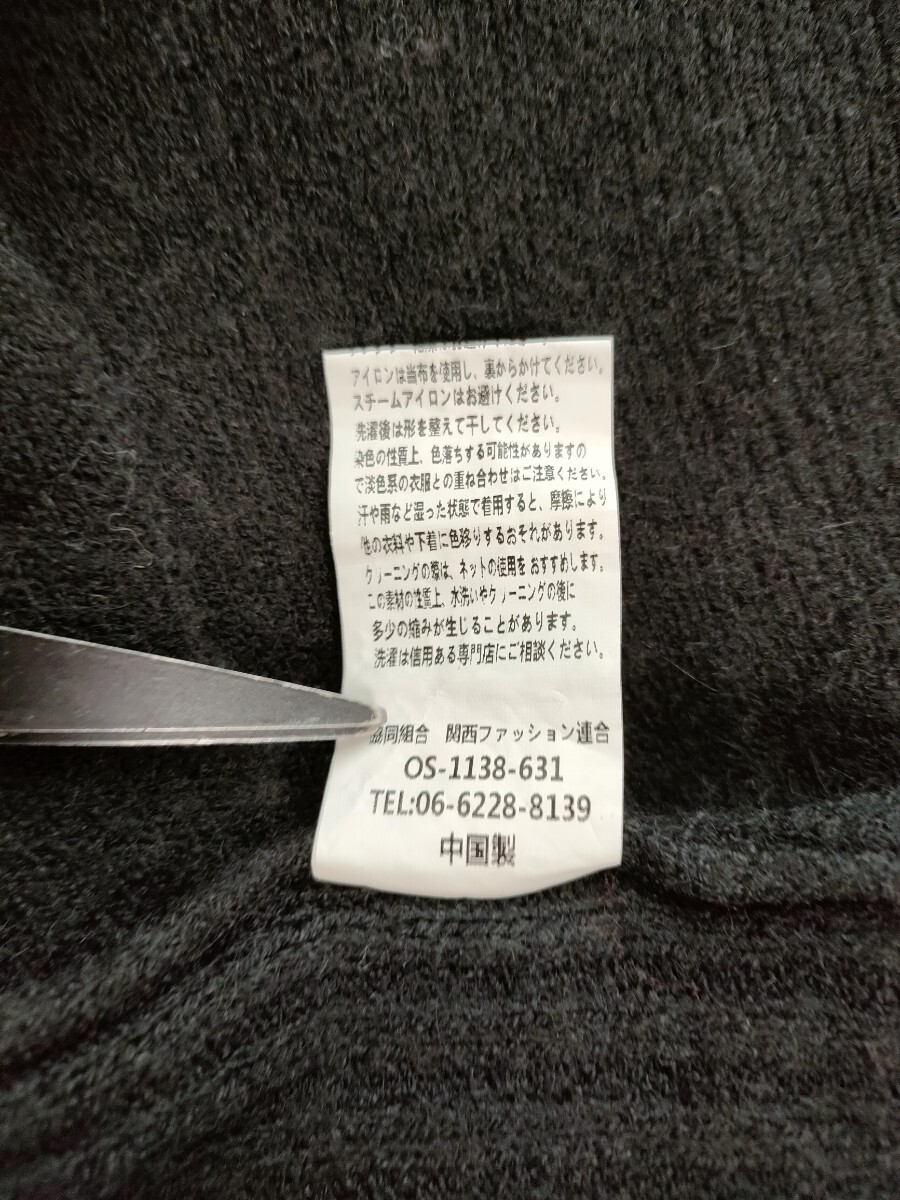 アイロンは当布を使用し、裏からかけてください。
スチームアイロンはお避けください。
洗濯後は形を整えて干してください。
染色の性質上、色落ちする可能性がありますの
で淡色系の衣服との重ね合わせはご注意ください。
汗や雨など湿った状態で着用すると、摩擦により
他の衣料や下着に色移りするおそれがあります。
クリーニングの際は、ネットの使用を おすすめします。
この素材の性質上、水洗いやクリーニングの後に
多少の縮みが生じることがあります。
洗濯は信用ある専門店にご相談ください。
協同組合 関西ファッション連合
OS-1138-631
TEL:06-6228-8139
中国製